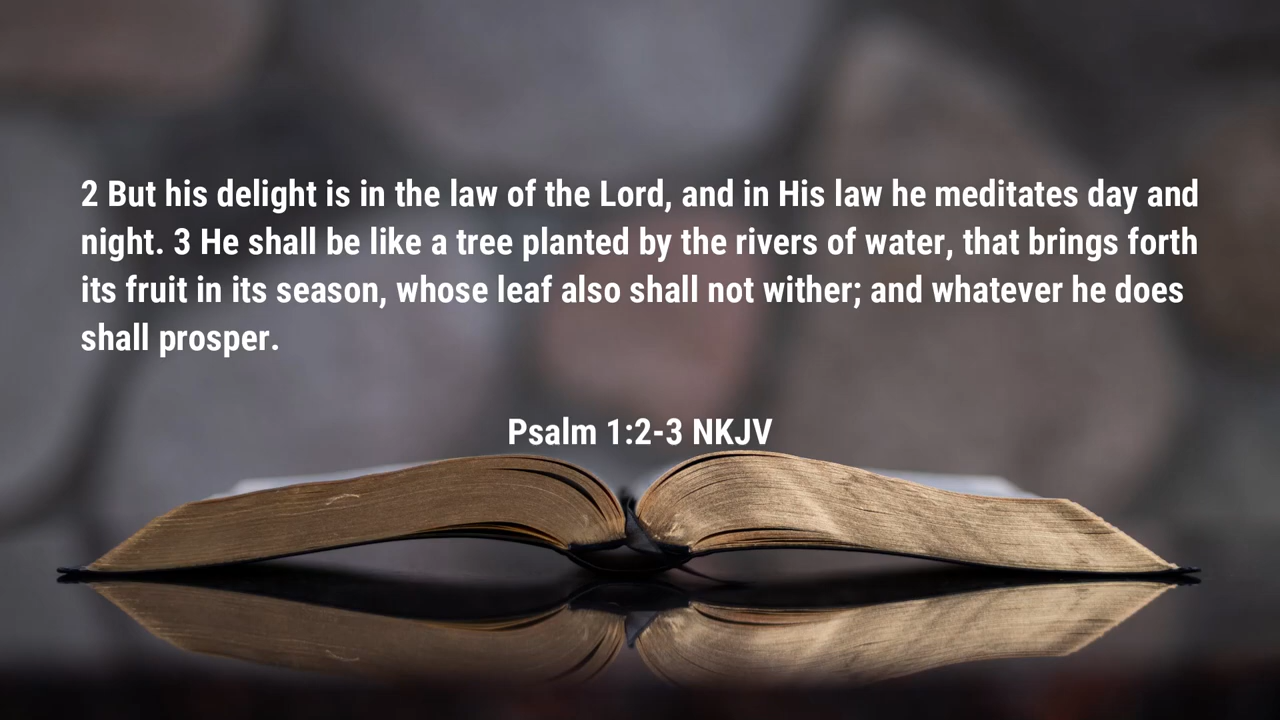 2 But his delight is in the law of the Lord, and in His law he meditates day and
night. 3 He shall be like a tree planted by the rivers of water, that brings forth
its fruit in its season, whose leaf also shall not wither; and whatever he does
shall prosper.
Psalm 1:2-3 NKJV